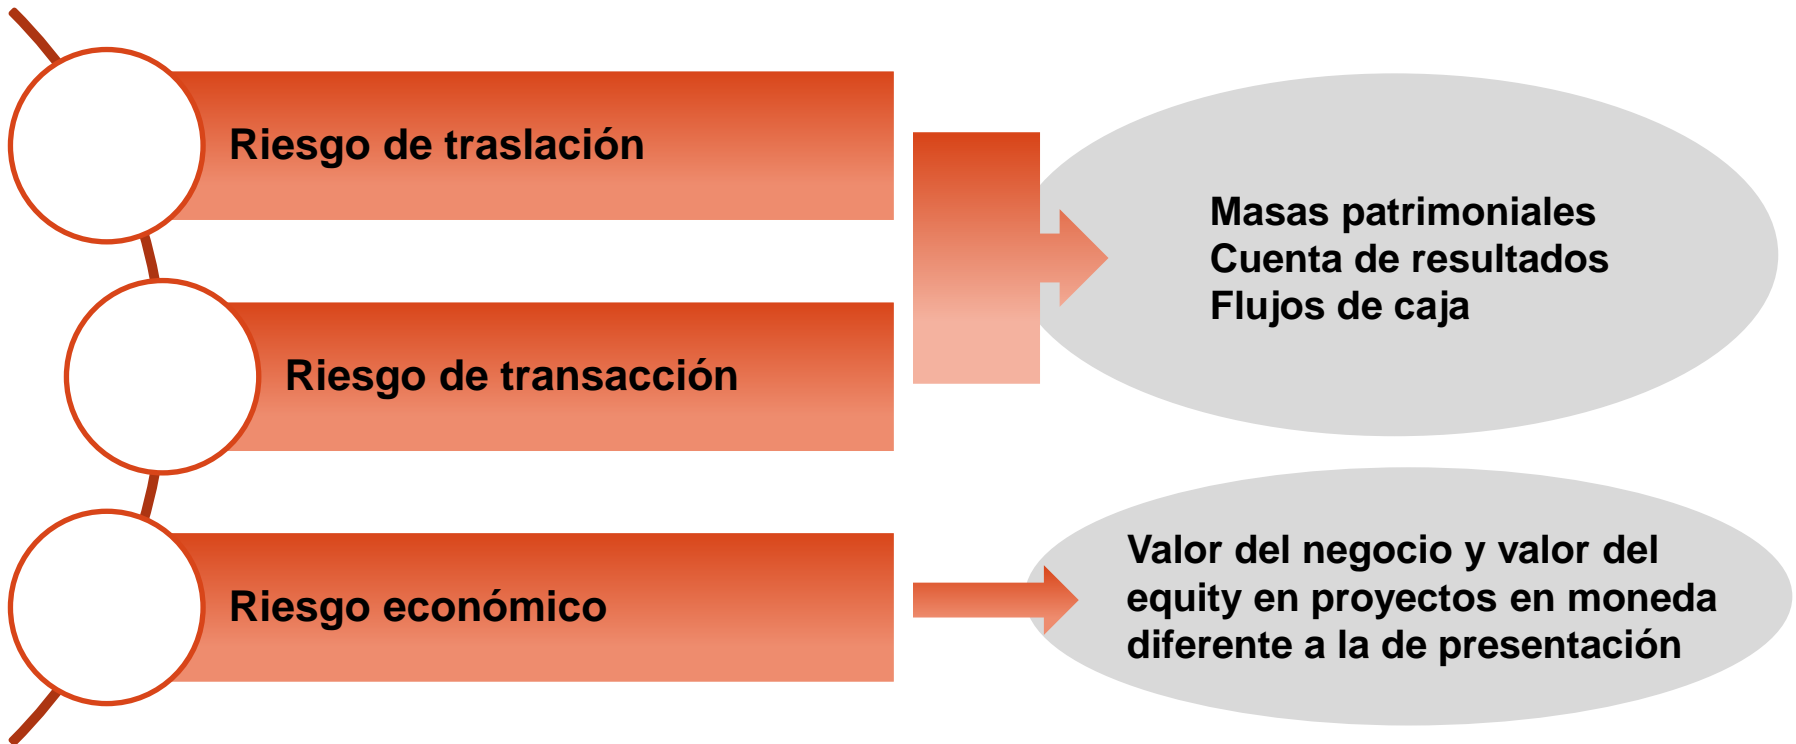 Riesgo de traslación
Riesgo de transacción
Riesgo económico
Masas patrimoniales
Cuenta de resultados
Flujos de caja
Valor del negocio y valor del
equity en proyectos en moneda
diferente a la de presentación